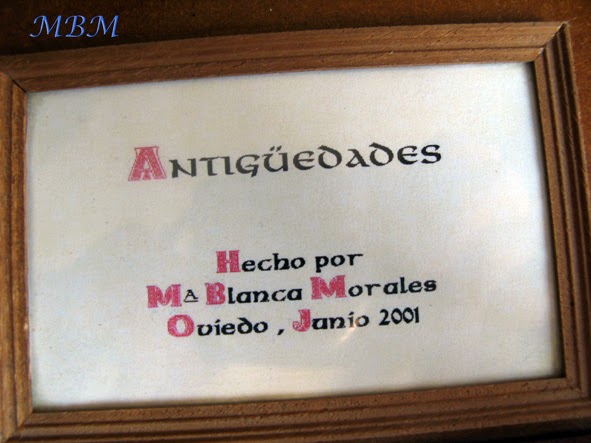 MBM
Antigüedades
Hecho por
Mª Blanca Morales
Oviedo , Junio 2001